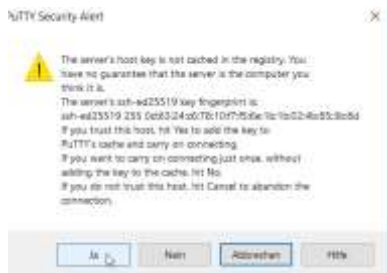 PuTTY Security Alert
The server's host key is not cached in the registry. You
have no guarantee that the server is the computer you
think it is.
The server's ssh-ed25519 key fingerprint is:
ssh-ed25519 255
If you trust this host, hit Yes to add the key to
PuTTY's cache and carry on connecting.
If you want to carry on connecting just once, without
adding the key to the cache, hit No.
If you do not trust this host, hit Cancel to abandon the
connection.
Ja
Nein
Abbrechen
Hilfe